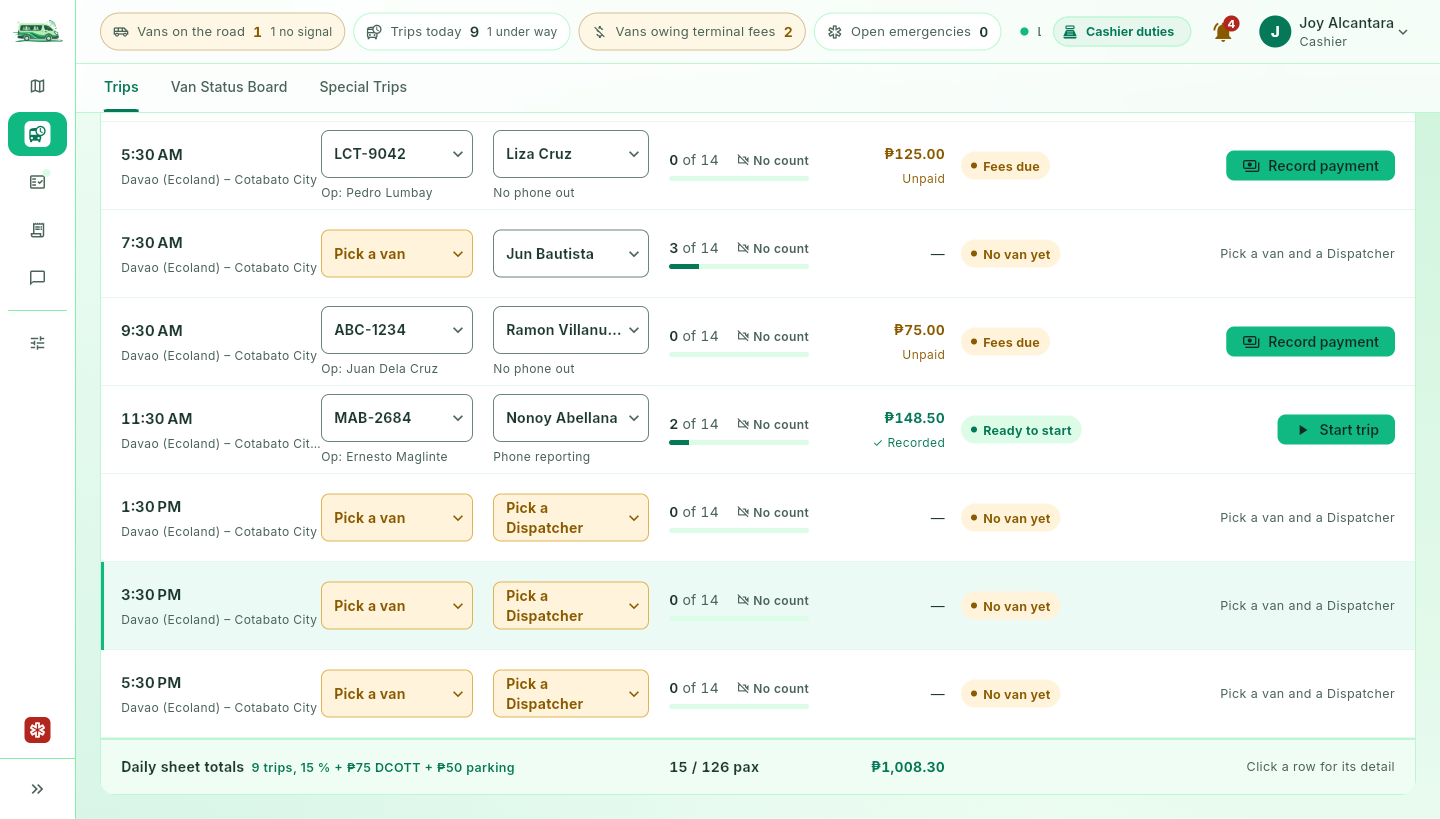 Vans on the road 1 1 no signal
Trips today 9 1 under way
Vans owing terminal fees 2
Open emergencies 0
Cashier duties
4
J
Joy Alcantara
Cashier
Trips
Van Status Board
Special Trips
5:30 AM
Davao (Ecoland) – Cotabato City
LCT-9042
Op: Pedro Lumbay
Liza Cruz
No phone out
0 of 14
No count
₱125.00
Unpaid
Fees due
Record payment
7:30 AM
Davao (Ecoland) – Cotabato City
Pick a van
Jun Bautista
3 of 14
No count
—
No van yet
Pick a van and a Dispatcher
9:30 AM
Davao (Ecoland) – Cotabato City
ABC-1234
Op: Juan Dela Cruz
Ramon Villanu...
No phone out
0 of 14
No count
₱75.00
Unpaid
Fees due
Record payment
11:30 AM
Davao (Ecoland) – Cotabato Cit...
MAB-2684
Op: Ernesto Maglinte
Nonoy Abellana
Phone reporting
2 of 14
No count
₱148.50
✓ Recorded
Ready to start
Start trip
1:30 PM
Davao (Ecoland) – Cotabato City
Pick a van
Pick a
Dispatcher
0 of 14
No count
—
No van yet
Pick a van and a Dispatcher
3:30 PM
Davao (Ecoland) – Cotabato City
Pick a van
Pick a
Dispatcher
0 of 14
No count
—
No van yet
Pick a van and a Dispatcher
5:30 PM
Davao (Ecoland) – Cotabato City
Pick a van
Pick a
Dispatcher
0 of 14
No count
—
No van yet
Pick a van and a Dispatcher
Daily sheet totals 9 trips, 15 % + ₱75 DCOTT + ₱50 parking
15 / 126 pax
₱1,008.30
Click a row for its detail